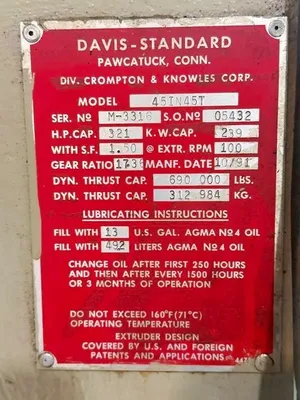 DAVIS-STANDARD
PAWCATUCK, CONN.
DIV. CROMPTON & KNOWLES CORP.
MODEL 45IN45T
SER. NO M-3316 S.O. NO 05432
H.P. CAP. 321 K.W. CAP. 239
WITH S.F. 1.50 @ EXTR. RPM 100
GEAR RATIO MANF. DATE 10/91
DYN. THRUST CAP. 690 000 LBS.
DYN. THRUST CAP. 312 984 KG.
LUBRICATING INSTRUCTIONS
FILL WITH 13 U.S. GAL. AGMA No 4 OIL
FILL WITH 492 LITERS AGMA No 4 OIL
CHANGE OIL AFTER FIRST 250 HOURS
AND THEN AFTER EVERY 1500 HOURS
OR 3 MONTHS OF OPERATION
DO NOT EXCEED 160°F (71°C)
OPERATING TEMPERATURE
EXTRUDER DESIGN
COVERED BY U.S. AND FOREIGN
PATENTS AND APPLICATIONS